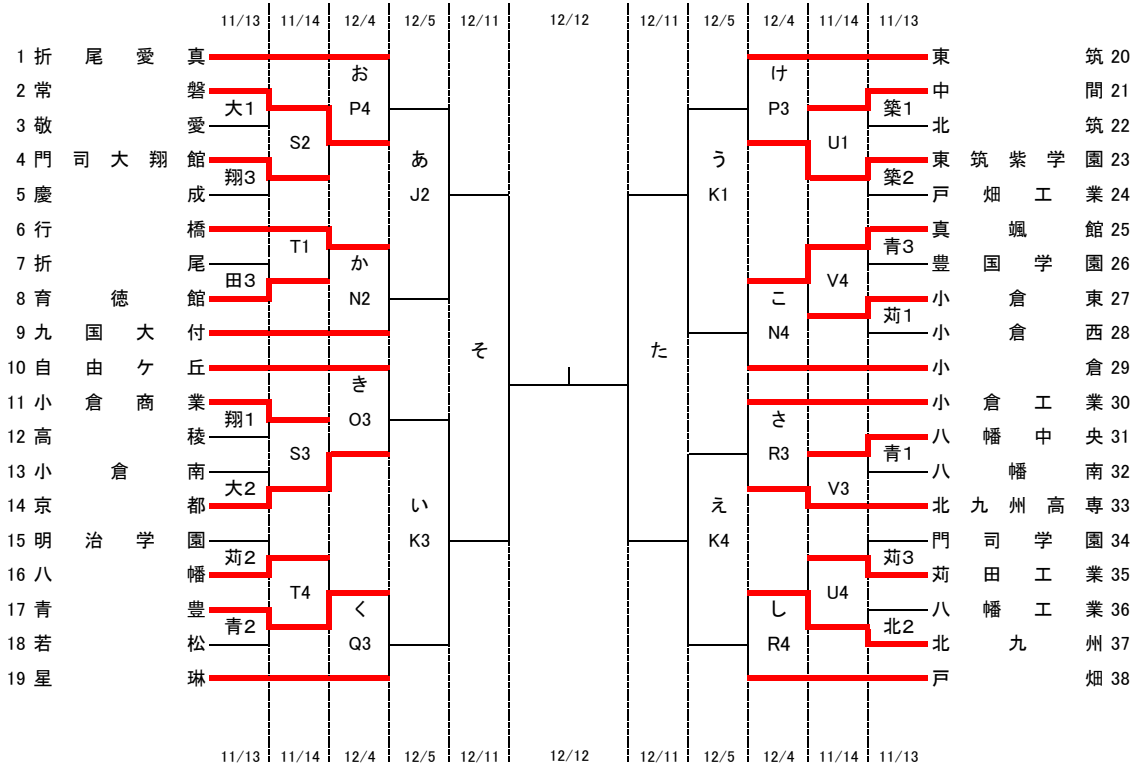 11/13 11/14 12/4 12/5 12/11 12/12 12/11 12/5 12/4 11/14 11/13
1 折尾愛真 東筑 20
お け
2 常磐 中間 21
大1 P4 P3 築1
3 敬愛 北筑 22
S2 U1
4 門司大翔館 あ う 東筑紫学園 23
翔3 築2
5 慶成 J2 K1 戸畑工業 24
6 行橋 真颯館 25
T1 青3
7 折尾 か 豊国学園 26
田3 V4
8 育徳館 N2 こ 小倉東 27
苅1
9 九国大付 N4 小倉西 28
そ た
10 自由ケ丘 小倉 29
き
11 小倉商業 小倉工業 30
翔1 O3 さ
12 高稜 八幡中央 31
S3 R3 青1
13 小倉南 八幡南 32
大2 V3
14 京都 い え 北九州高専 33
15 明治学園 K3 K4 門司学園 34
苅2 苅3
16 八幡 苅田工業 35
T4 U4
17 青豊 く し 八幡工業 36
青2 北2
18 若松 Q3 R4 北九州 37
19 星琳 戸畑 38
11/13 11/14 12/4 12/5 12/11 12/12 12/11 12/5 12/4 11/14 11/13